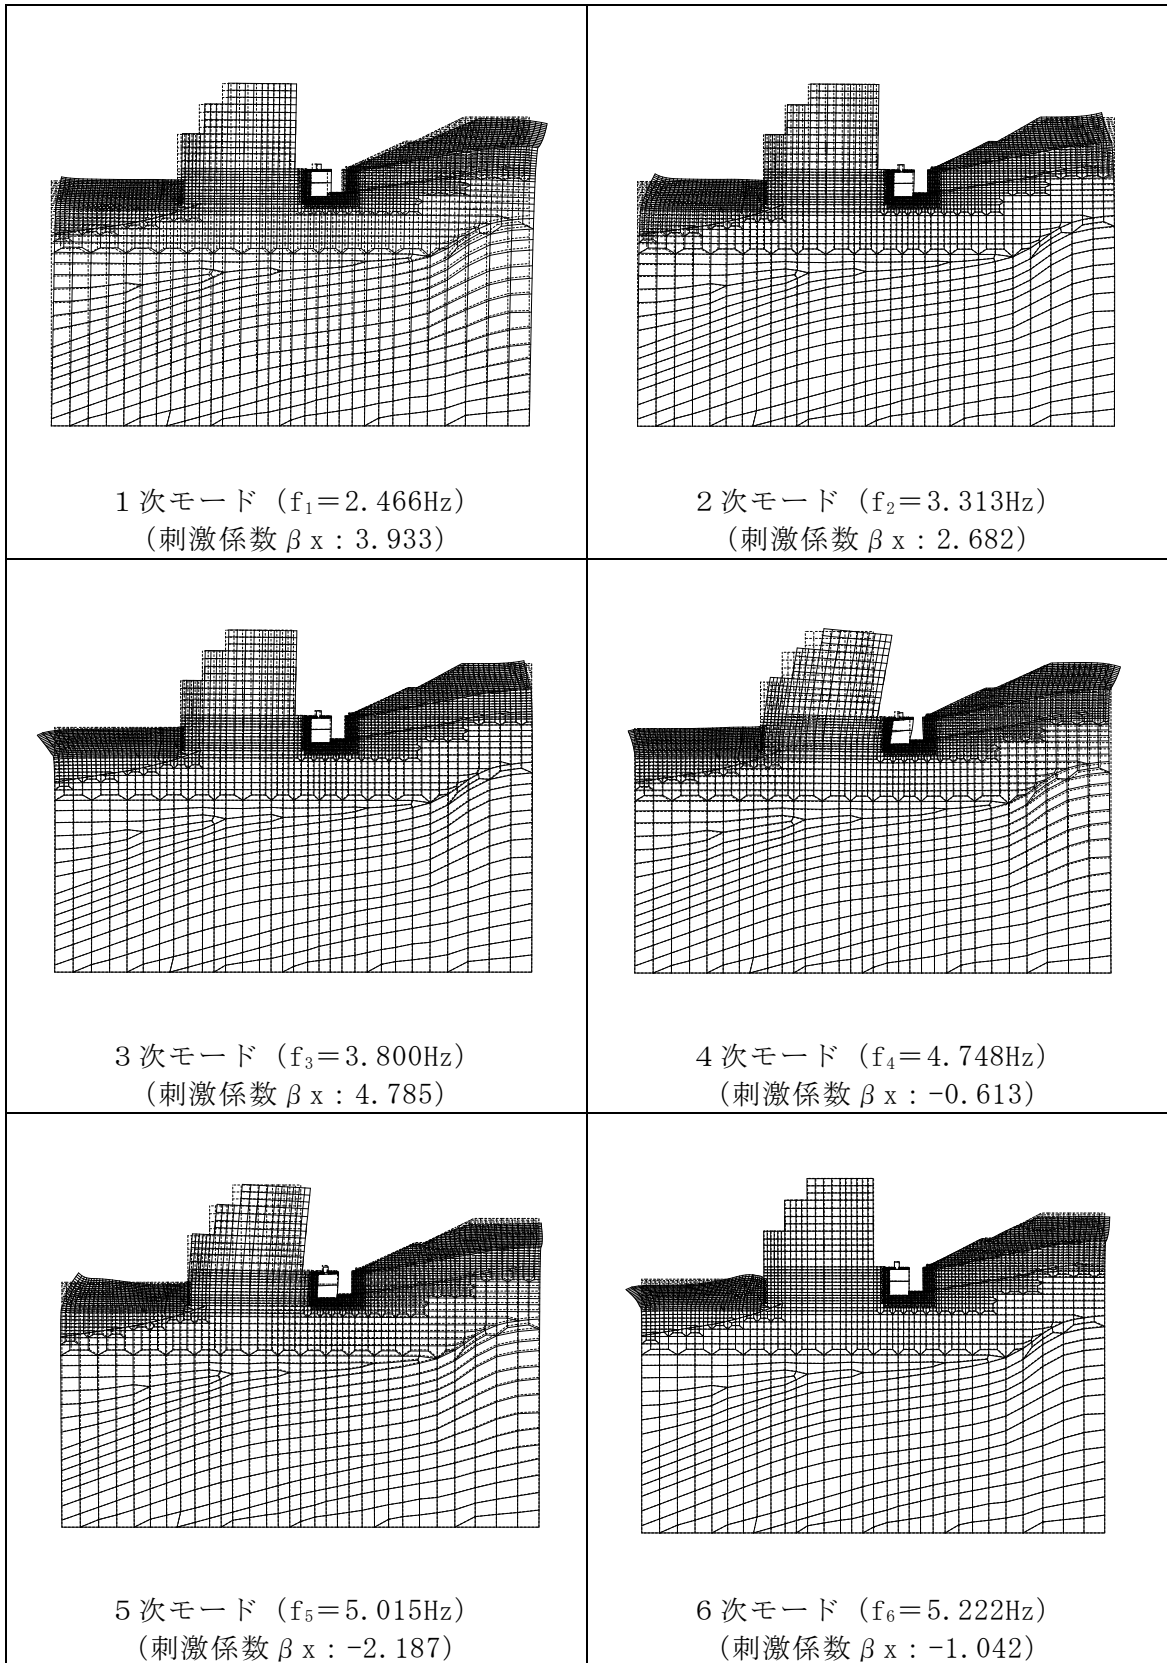 １次モード（f₁＝2.466Hz）
（刺激係数βx：3.933）
２次モード（f₂＝3.313Hz）
（刺激係数βx：2.682）
３次モード（f₃＝3.800Hz）
（刺激係数βx：4.785）
４次モード（f₄＝4.748Hz）
（刺激係数βx：-0.613）
５次モード（f₅＝5.015Hz）
（刺激係数βx：-2.187）
６次モード（f₆＝5.222Hz）
（刺激係数βx：-1.042）